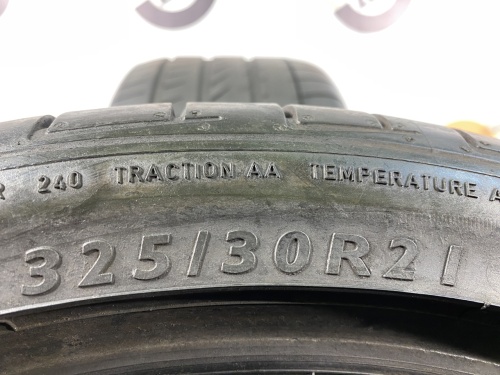 240 TRACTION AA TEMPERATURE A
325/30R21